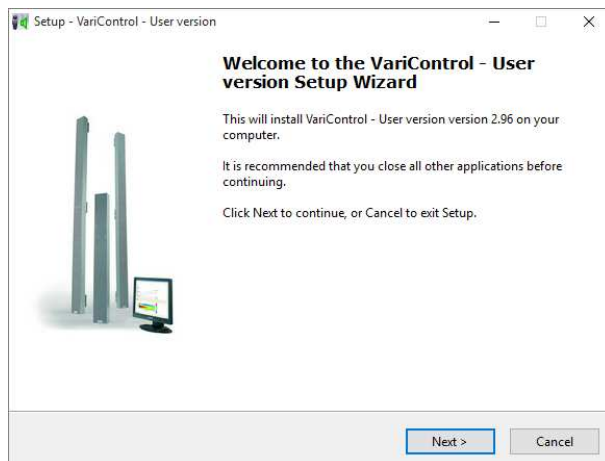 Setup - VariControl - User version
Welcome to the VariControl - User
version Setup Wizard
This will install VariControl - User version version 2.96 on your
computer.
It is recommended that you close all other applications before
continuing.
Click Next to continue, or Cancel to exit Setup.
Next >
Cancel